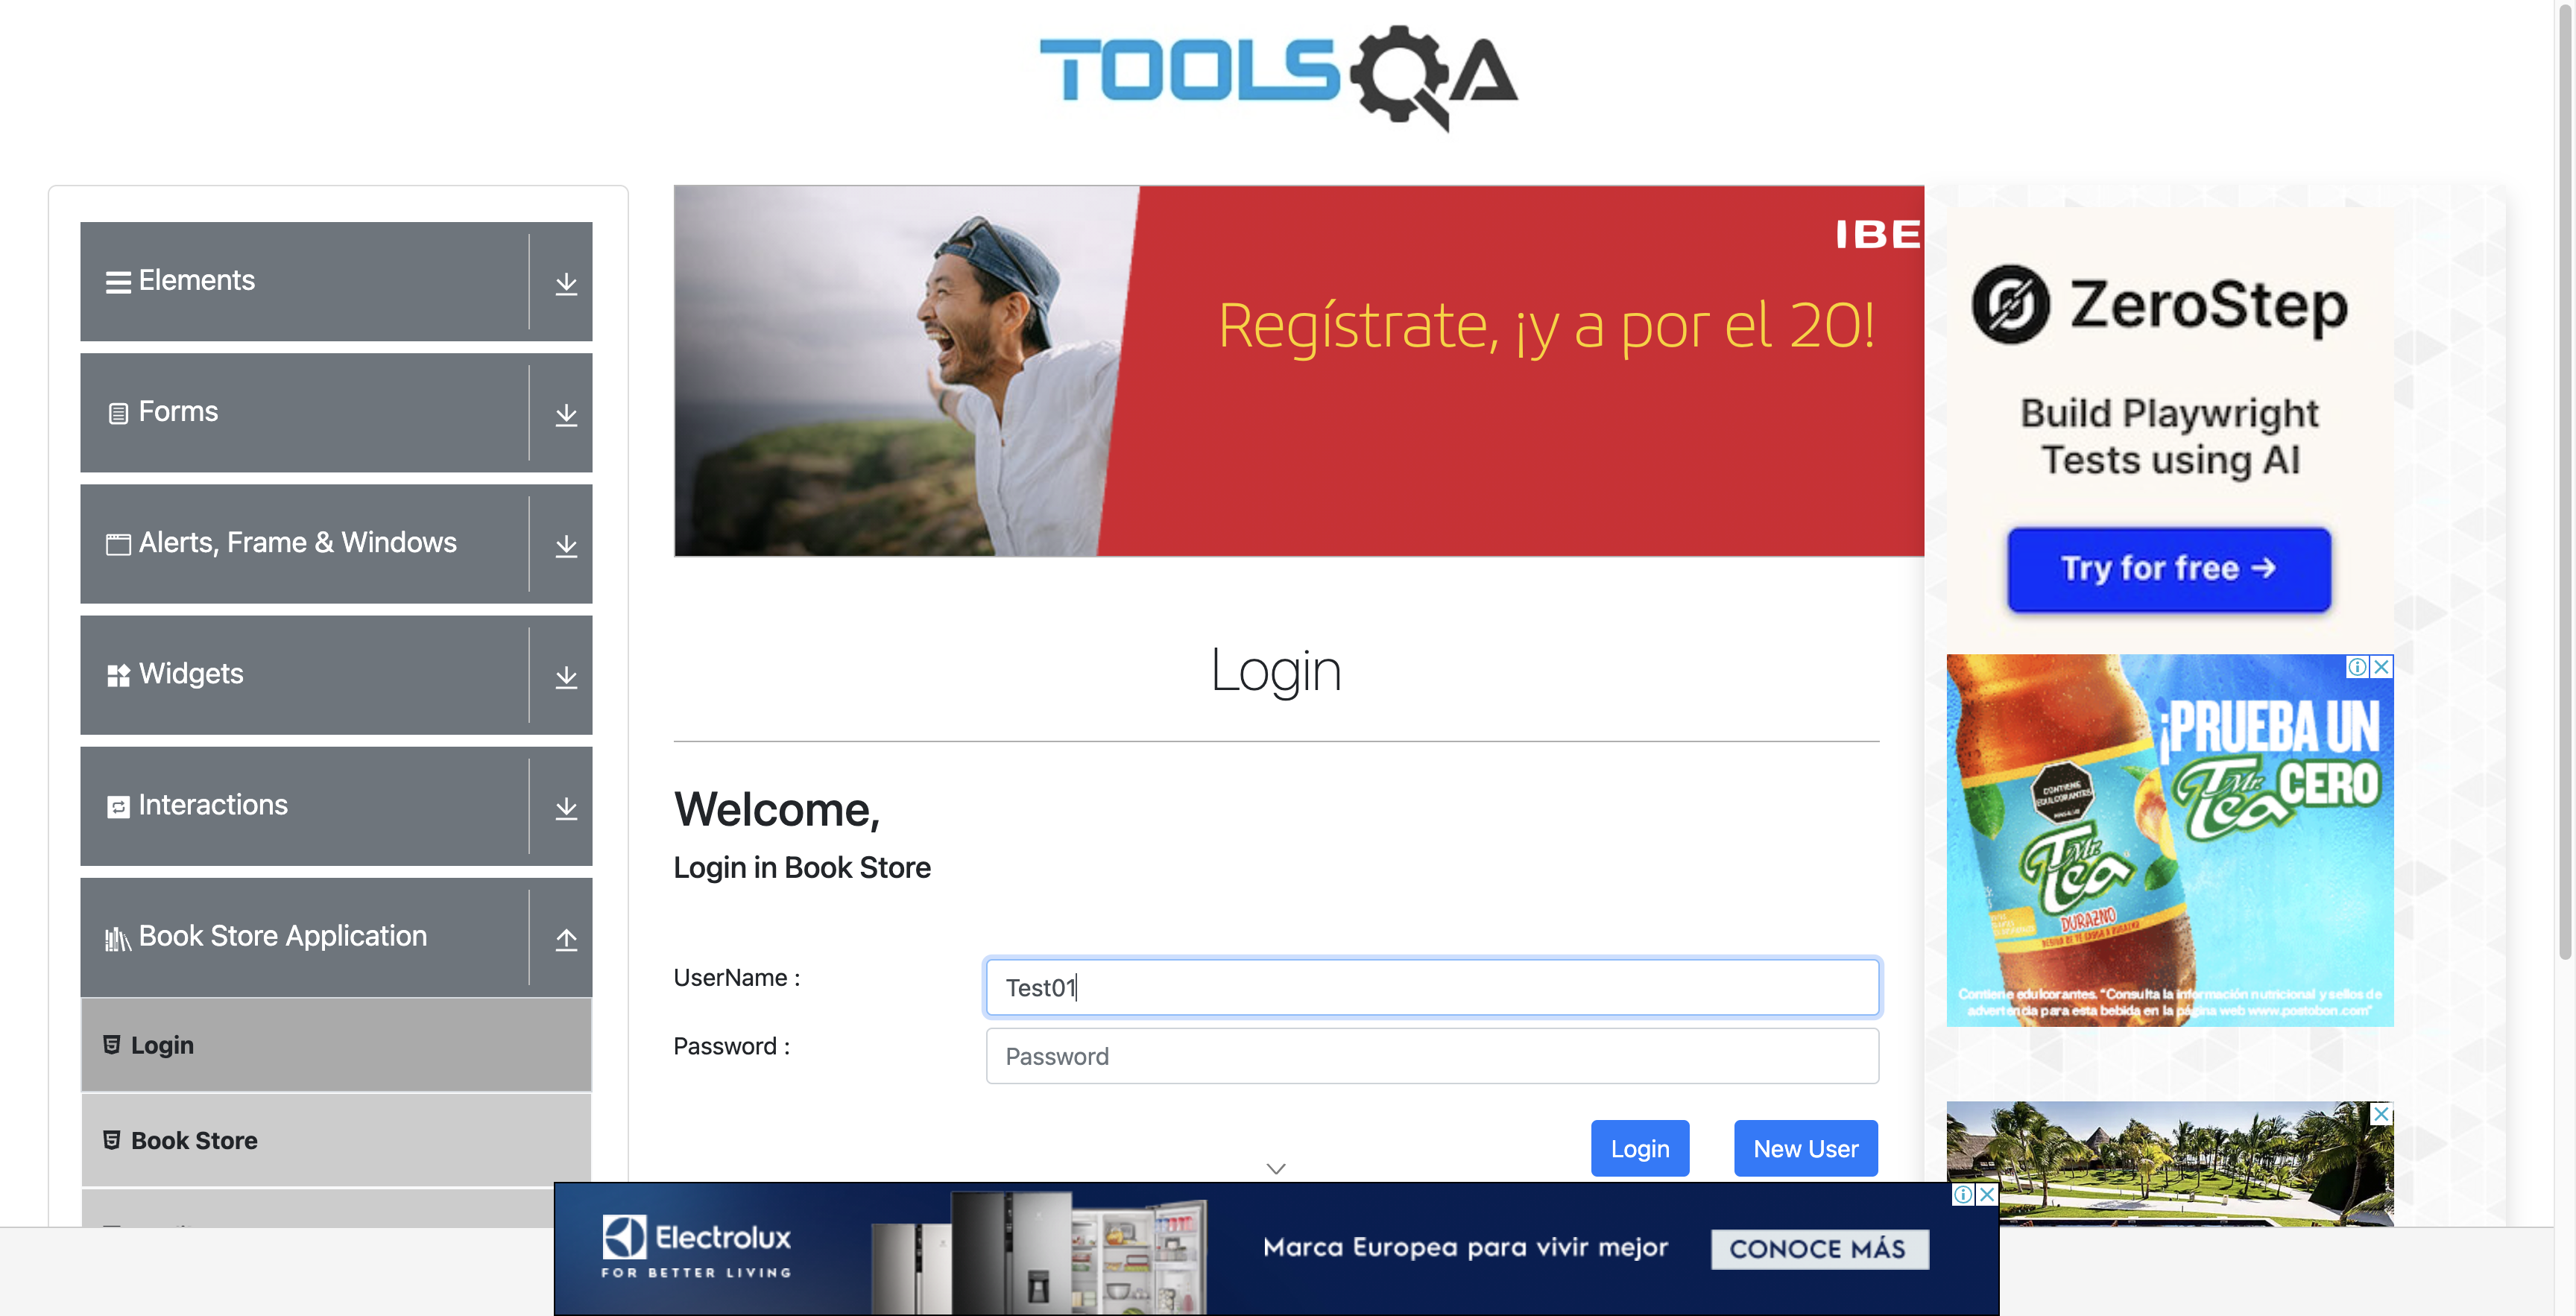 TOOLSQA
Elements
Forms
Alerts, Frame & Windows
Widgets
Interactions
Book Store Application
Login
Book Store
IBE
Regístrate, ¡y a por el 20!
Login
Welcome,
Login in Book Store
UserName :
Test01
Password :
Password
Login
New User
ZeroStep
Build Playwright
Tests using AI
Try for free →
¡PRUEBA UN
Mr. Tea CERO
CONTIENE
EDULCORANTES
Mr. Tea
DURAZNO
Contiene edulcorantes. "Consulta la información nutricional y sellos de
advertencia para esta bebida en la página web www.postobon.com"
Electrolux
FOR BETTER LIVING
Marca Europea para vivir mejor
CONOCE MÁS